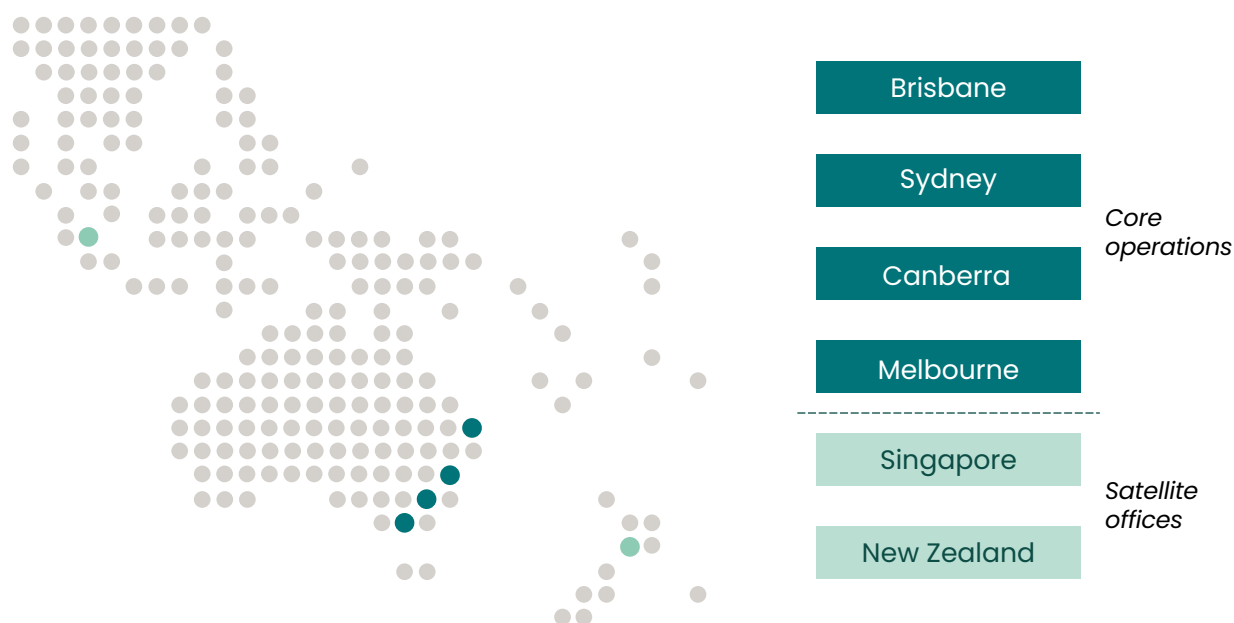 Brisbane
Sydney
Core
operations
Canberra
Melbourne
Singapore
Satellite
offices
New Zealand